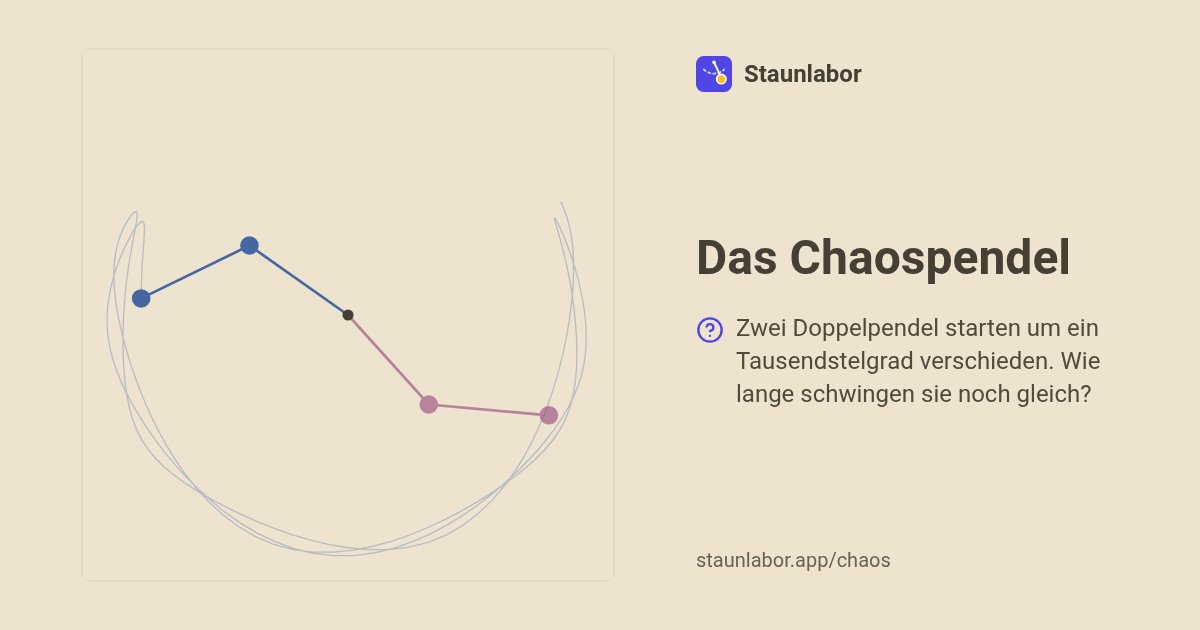 Staunlabor
Das Chaospendel
Zwei Doppelpendel starten um ein
Tausendstelgrad verschieden. Wie
lange schwingen sie noch gleich?
staunlabor.app/chaos